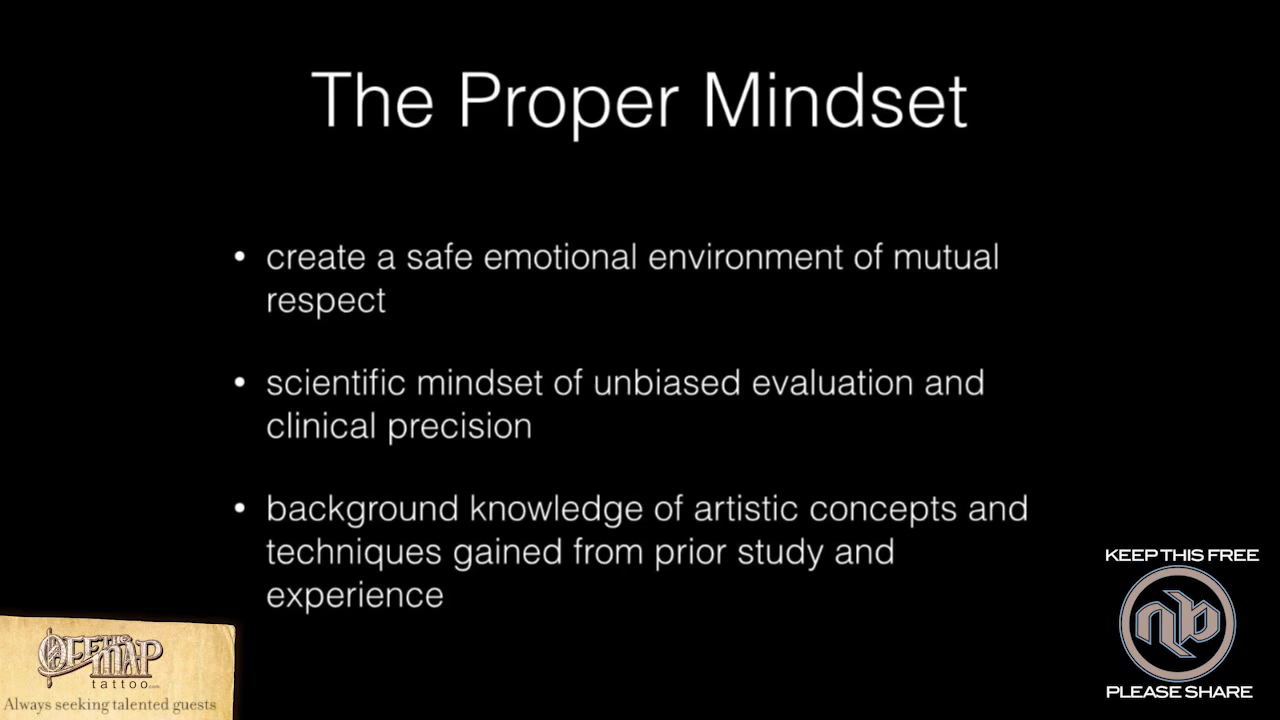 The Proper Mindset
• create a safe emotional environment of mutual
respect
• scientific mindset of unbiased evaluation and
clinical precision
• background knowledge of artistic concepts and
techniques gained from prior study and
experience
KEEP THIS FREE
PLEASE SHARE
OFF THE MAP
tattoo.com
Always seeking talented guests